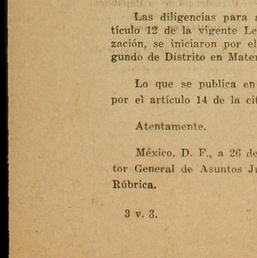 Las diligencias para
tículo 12 de la vigente Le
zación, se iniciaron por el
gundo de Distrito en Mater
Lo que se publica en
por el artículo 14 de la cit
Atentamente.
México, D. F., a 26 de
tor General de Asuntos Ju
Rúbrica.
3 v. 3.